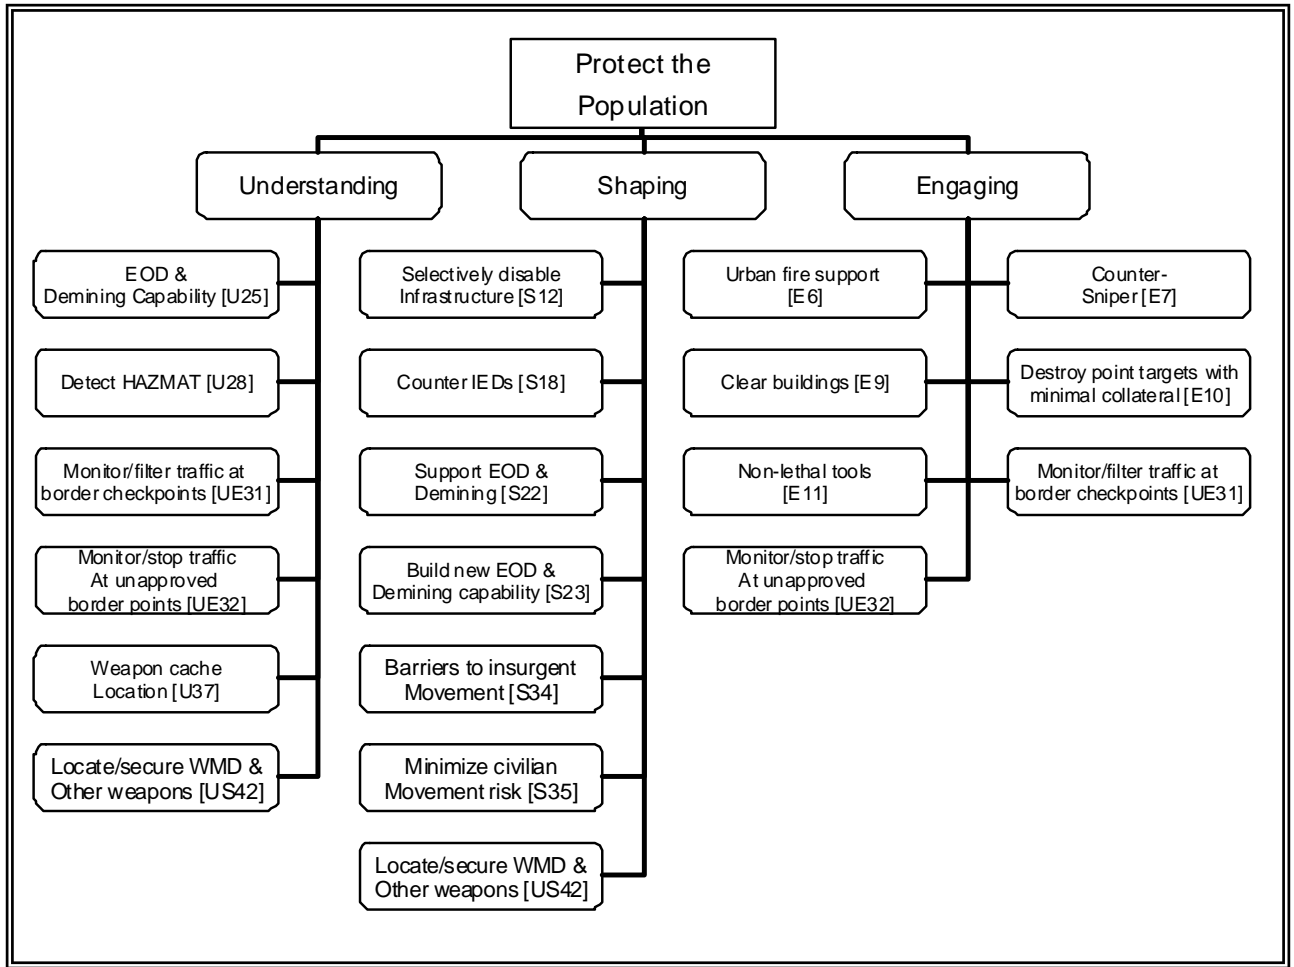 Protect the
Population
Understanding
Shaping
Engaging
EOD &
Demining Capability [U25]
Detect HAZMAT [U28]
Monitor/filter traffic at
border checkpoints [UE31]
Monitor/stop traffic
At unapproved
border points [UE32]
Weapon cache
Location [U37]
Locate/secure WMD &
Other weapons [US42]
Selectively disable
Infrastructure [S12]
Counter IEDs [S18]
Support EOD &
Demining [S22]
Build new EOD &
Demining capability [S23]
Barriers to insurgent
Movement [S34]
Minimize civilian
Movement risk [S35]
Locate/secure WMD &
Other weapons [US42]
Urban fire support
[E6]
Clear buildings [E9]
Non-lethal tools
[E11]
Monitor/stop traffic
At unapproved
border points [UE32]
Counter-
Sniper [E7]
Destroy point targets with
minimal collateral [E10]
Monitor/filter traffic at
border checkpoints [UE31]